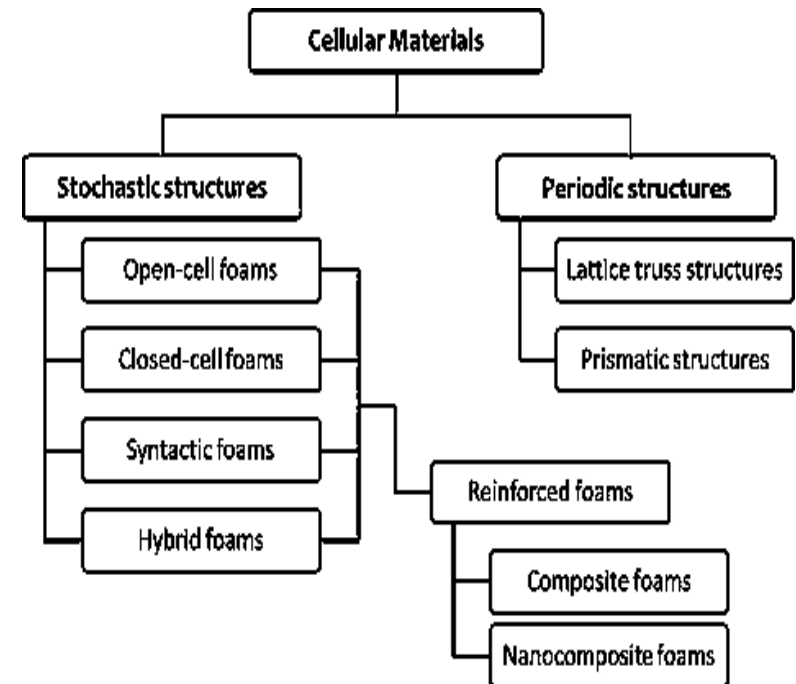 Cellular Materials
Stochastic structures
Periodic structures
Open-cell foams
Lattice truss structures
Closed-cell foams
Prismatic structures
Syntactic foams
Reinforced foams
Hybrid foams
Composite foams
Nanocomposite foams